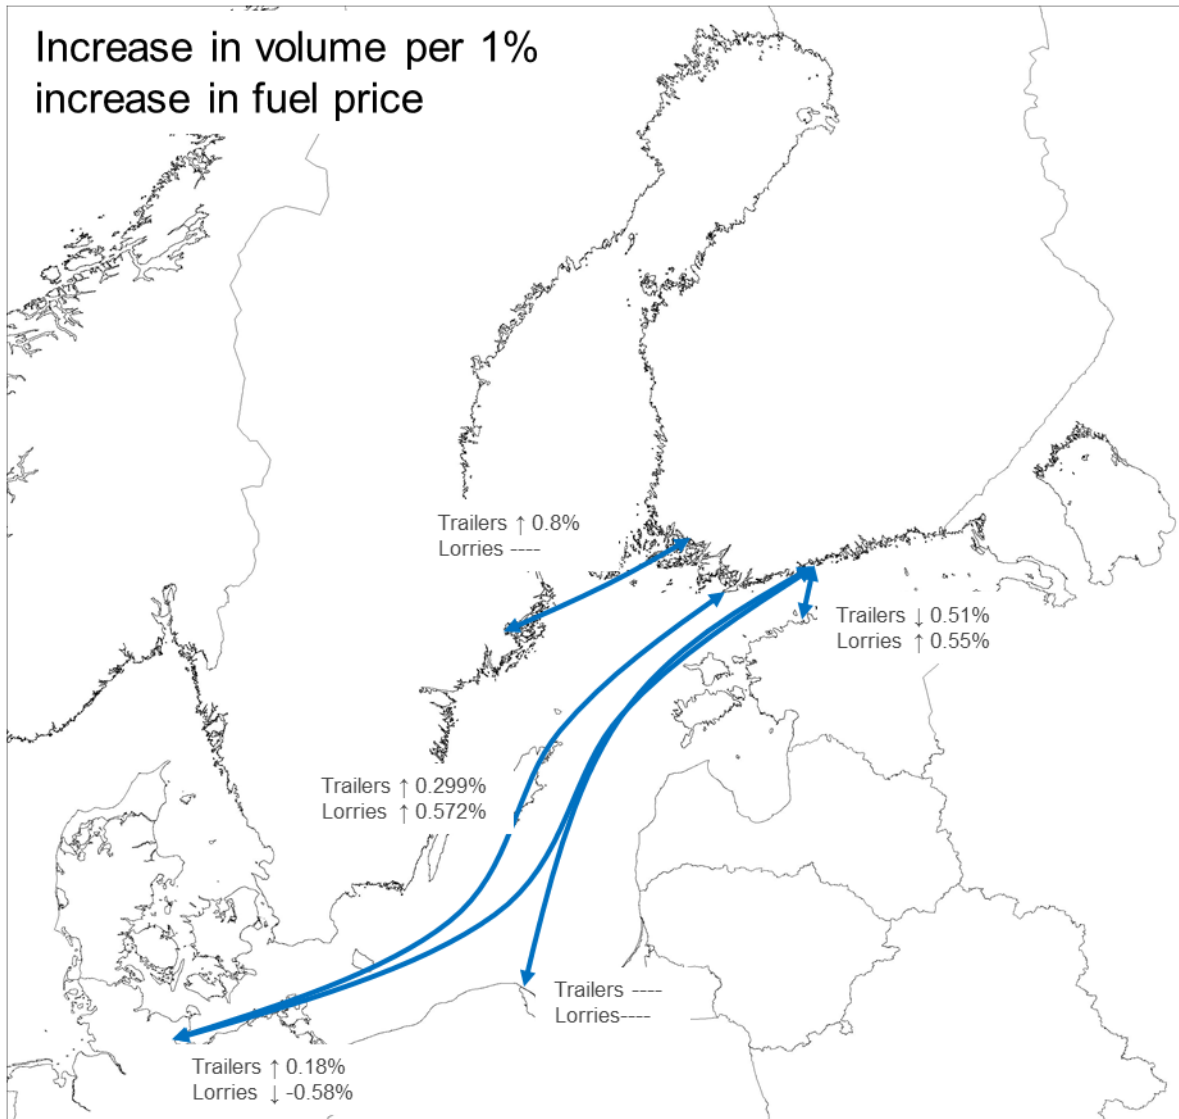 Increase in volume per 1%
increase in fuel price
Trailers ↑ 0.8%
Lorries ----
Trailers ↓ 0.51%
Lorries ↑ 0.55%
Trailers ↑ 0.299%
Lorries ↑ 0.572%
Trailers ----
Lorries----
Trailers ↑ 0.18%
Lorries ↓ -0.58%